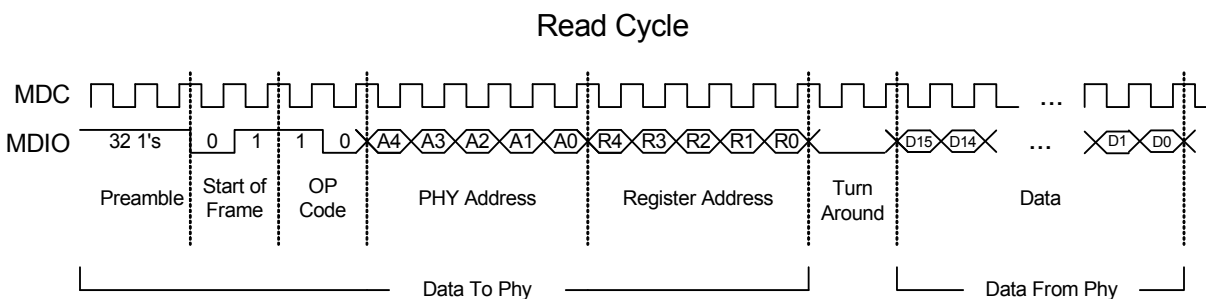 Read Cycle
MDC ...
MDIO 32 1's 0 1 1 0 A4 A3 A2 A1 A0 R4 R3 R2 R1 R0 D15 D14 ... D1 D0
Preamble Start of Frame OP Code PHY Address Register Address Turn Around Data
Data To Phy Data From Phy